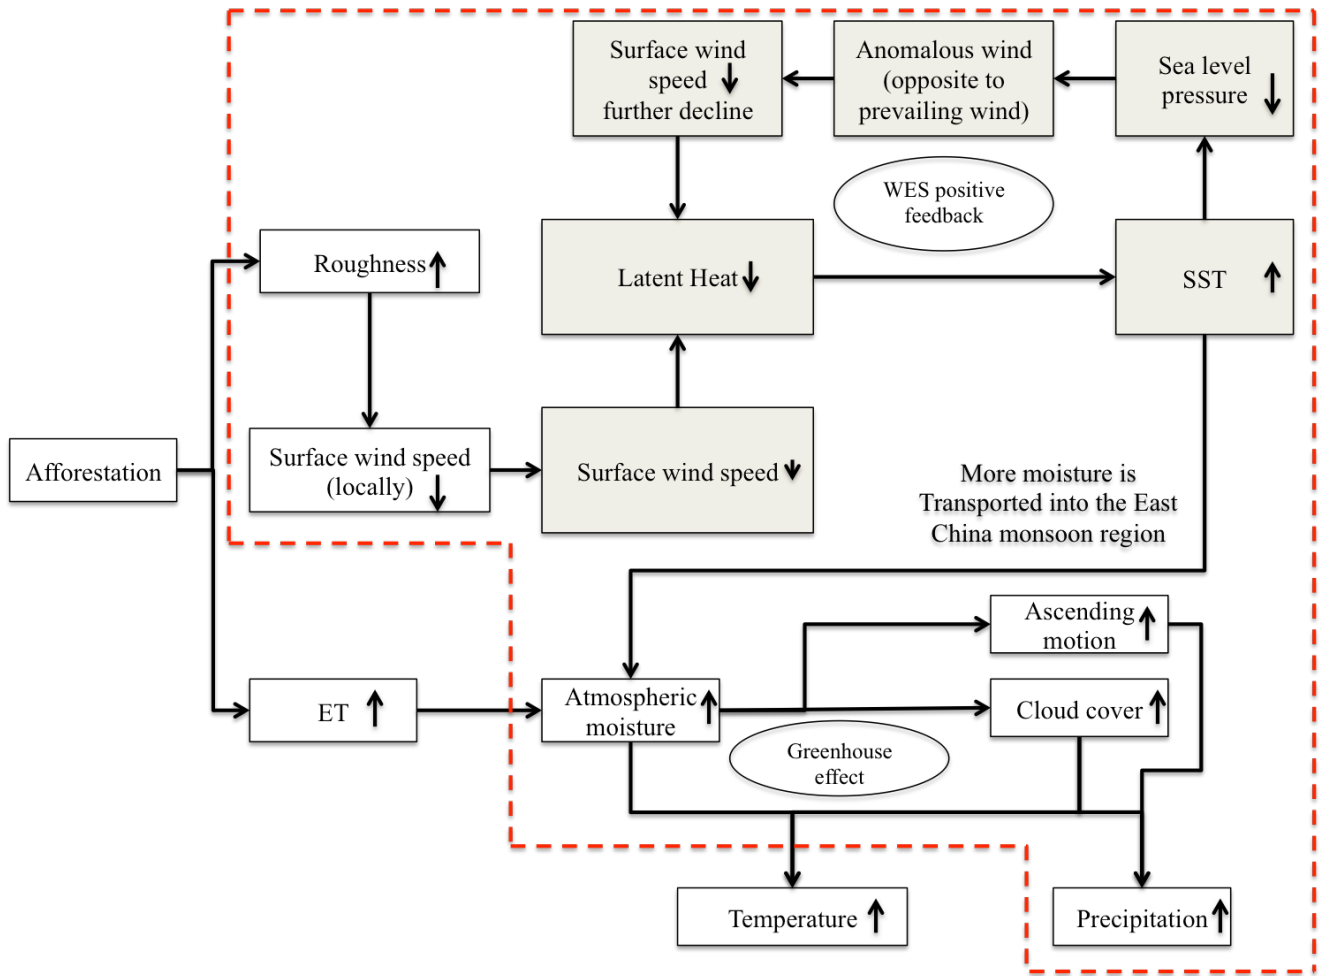 Surface wind
speed
further decline
Anomalous wind
(opposite to
prevailing wind)
Sea level
pressure
WES positive
feedback
Roughness
Latent Heat
SST
Afforestation
Surface wind speed
(locally)
Surface wind speed
More moisture is
Transported into the East
China monsoon region
ET
Atmospheric
moisture
Ascending
motion
Cloud cover
Greenhouse
effect
Temperature
Precipitation